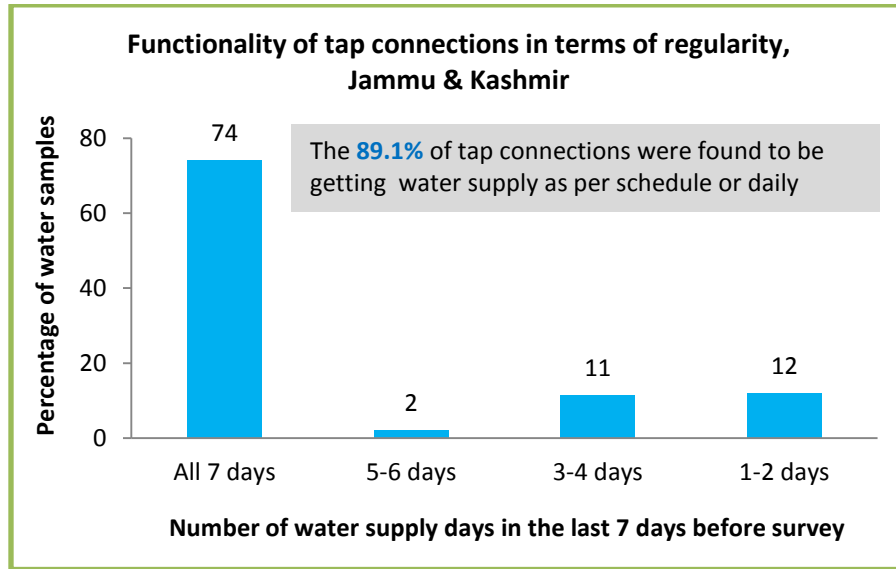 Functionality of tap connections in terms of regularity,
Jammu & Kashmir
Percentage of water samples
80
60
40
20
0
74
2
11
12
The 89.1% of tap connections were found to be
getting water supply as per schedule or daily
All 7 days
5-6 days
3-4 days
1-2 days
Number of water supply days in the last 7 days before survey